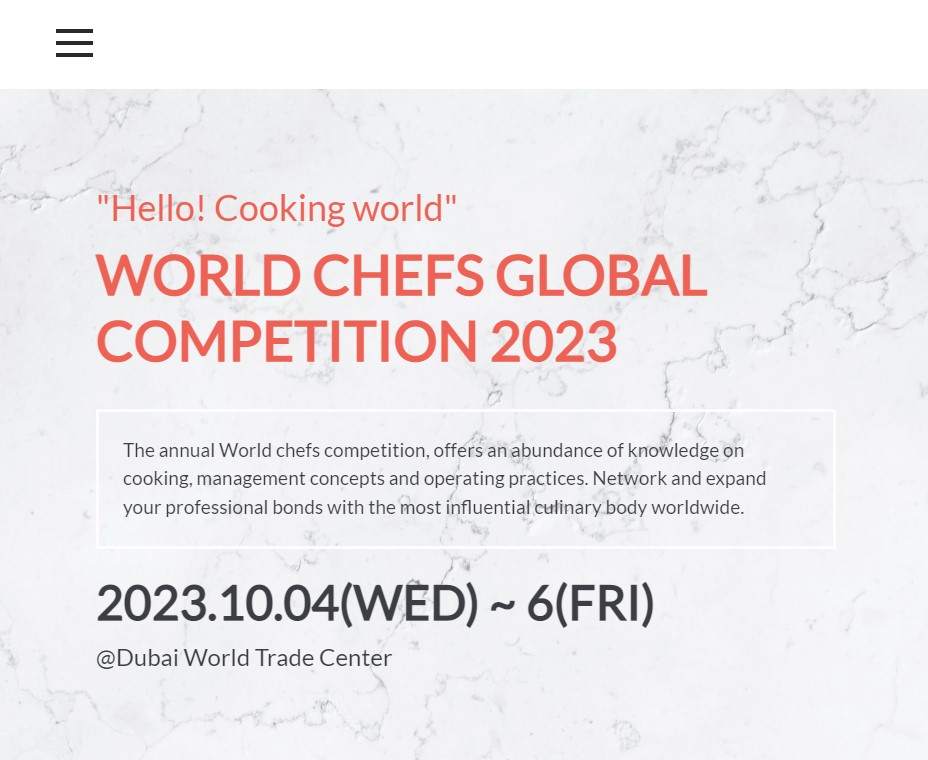 "Hello! Cooking world"
WORLD CHEFS GLOBAL
COMPETITION 2023
The annual World chefs competition, offers an abundance of knowledge on
cooking, management concepts and operating practices. Network and expand
your professional bonds with the most influential culinary body worldwide.
2023.10.04(WED) ~ 6(FRI)
@Dubai World Trade Center